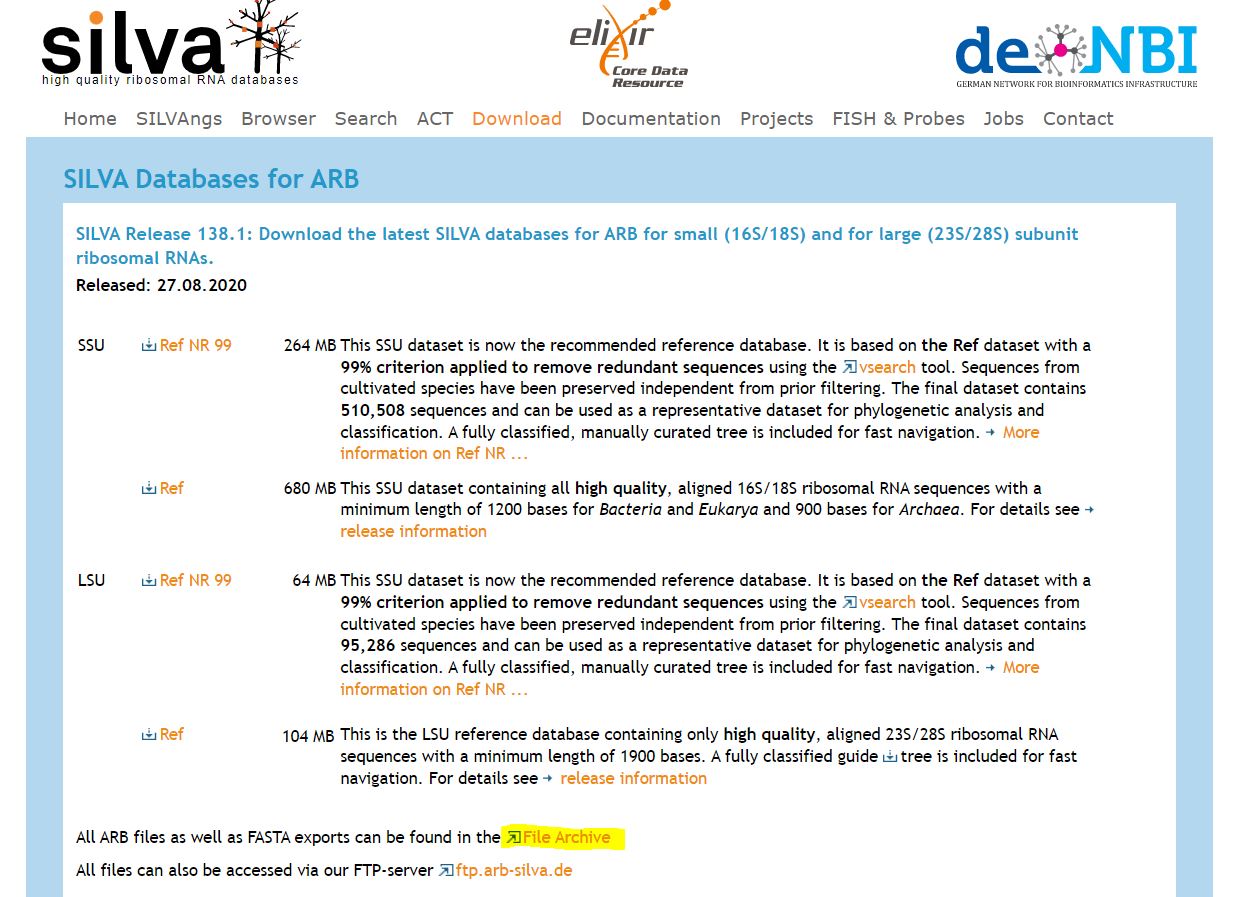 silva
high quality ribosomal RNA databases
elixir
Core Data
Resource
de NBI
GERMAN NETWORK FOR BIOINFORMATICS INFRASTRUCTURE
Home SILVAngs Browser Search ACT Download Documentation Projects FISH & Probes Jobs Contact
SILVA Databases for ARB
SILVA Release 138.1: Download the latest SILVA databases for ARB for small (16S/18S) and for large (23S/28S) subunit
ribosomal RNAs.
Released: 27.08.2020
SSU Ref NR 99 264 MB This SSU dataset is now the recommended reference database. It is based on the Ref dataset with a
99% criterion applied to remove redundant sequences using the vsearch tool. Sequences from
cultivated species have been preserved independent from prior filtering. The final dataset contains
510,508 sequences and can be used as a representative dataset for phylogenetic analysis and
classification. A fully classified, manually curated tree is included for fast navigation. More
information on Ref NR ...
Ref 680 MB This SSU dataset containing all high quality, aligned 16S/18S ribosomal RNA sequences with a
minimum length of 1200 bases for Bacteria and Eukarya and 900 bases for Archaea. For details see
release information
LSU Ref NR 99 64 MB This SSU dataset is now the recommended reference database. It is based on the Ref dataset with a
99% criterion applied to remove redundant sequences using the vsearch tool. Sequences from
cultivated species have been preserved independent from prior filtering. The final dataset contains
95,286 sequences and can be used as a representative dataset for phylogenetic analysis and
classification. A fully classified, manually curated tree is included for fast navigation. More
information on Ref NR ...
Ref 104 MB This is the LSU reference database containing only high quality, aligned 23S/28S ribosomal RNA
sequences with a minimum length of 1900 bases. A fully classified guide tree is included for fast
navigation. For details see release information
All ARB files as well as FASTA exports can be found in the File Archive
All files can also be accessed via our FTP-server ftp.arb-silva.de